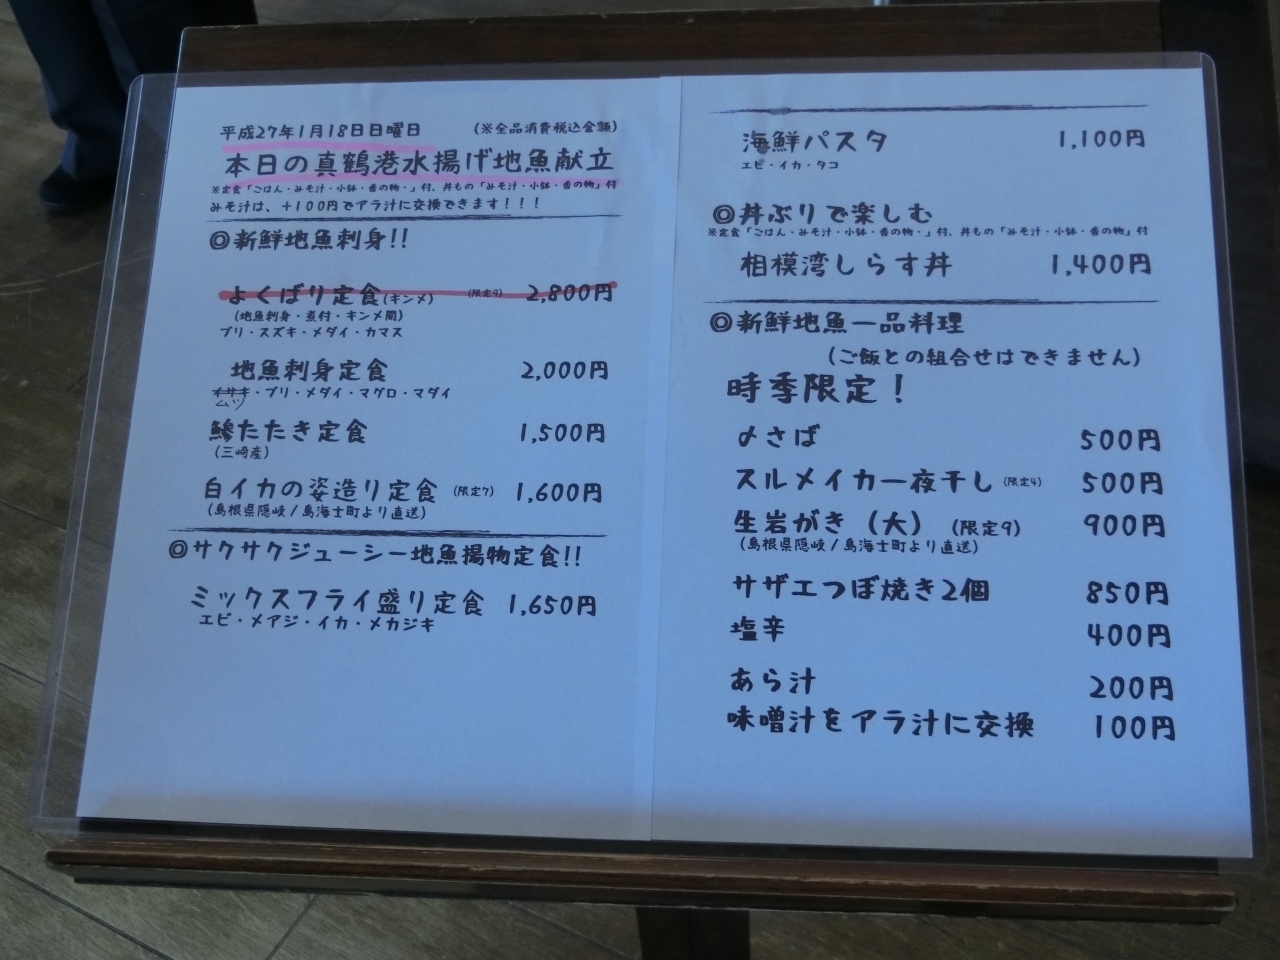 平成27年1月18日日曜日 （※全品消費税込金額）
本日の真鶴港水揚げ地魚献立
※定食「ごはん・みそ汁・小鉢・香の物・」付、丼もの「みそ汁・小鉢・香の物」付
みそ汁は、＋100円でアラ汁に交換できます！！！
◎新鮮地魚刺身!!
よくばり定食(キンメ) (限定9) 2,800円
(地魚刺身・煮付・キンメ開)
ブリ・スズキ・メダイ・カマス
地魚刺身定食 2,000円
イサキ・ブリ・メダイ・マグロ・マダイ
ムツ
鯵たたき定食 1,500円
(三崎産)
白イカの姿造り定食 (限定7) 1,600円
(島根県隠岐/島海士町より直送)
◎サクサクジューシー地魚揚物定食!!
ミックスフライ盛り定食 1,650円
エビ・メアジ・イカ・メカジキ
海鮮パスタ 1,100円
エビ・イカ・タコ
◎丼ぶりで楽しむ
※定食「ごはん・みそ汁・小鉢・香の物・」付、丼もの「みそ汁・小鉢・香の物」付
相模湾しらす丼 1,400円
◎新鮮地魚一品料理
(ご飯との組合せはできません)
時季限定！
〆さば 500円
スルメイカ一夜干し (限定4) 500円
生岩がき（大） (限定9) 900円
(島根県隠岐/島海士町より直送)
サザエつぼ焼き2個 850円
塩辛 400円
あら汁 200円
味噌汁をアラ汁に交換 100円